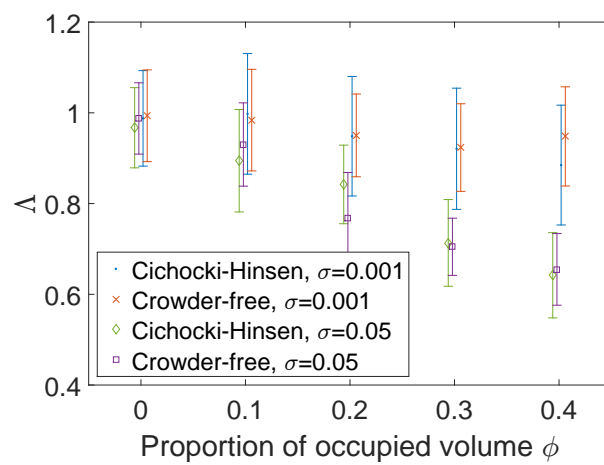 1.2
1
0.8
0.6
0.4
Λ
Cichocki-Hinsen, σ=0.001
Crowder-free, σ=0.001
Cichocki-Hinsen, σ=0.05
Crowder-free, σ=0.05
0 0.1 0.2 0.3 0.4
Proportion of occupied volume ϕ